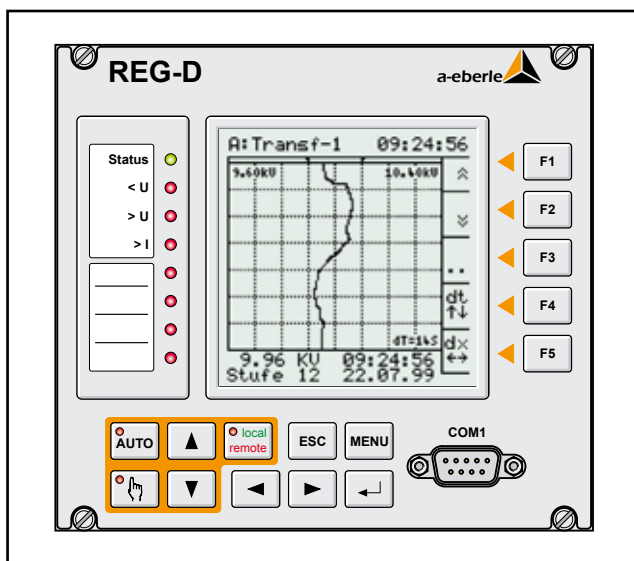 REG-D
a-eberle
Status
< U
> U
> I
A:Transf-1 09:24:56
9.60kV 10.40kV
dt
dT=14S
dx
9.96 KV 09:24:56
Stufe 12 22.07.99
F1
F2
F3
F4
F5
AUTO
local
remote
ESC
MENU
COM1